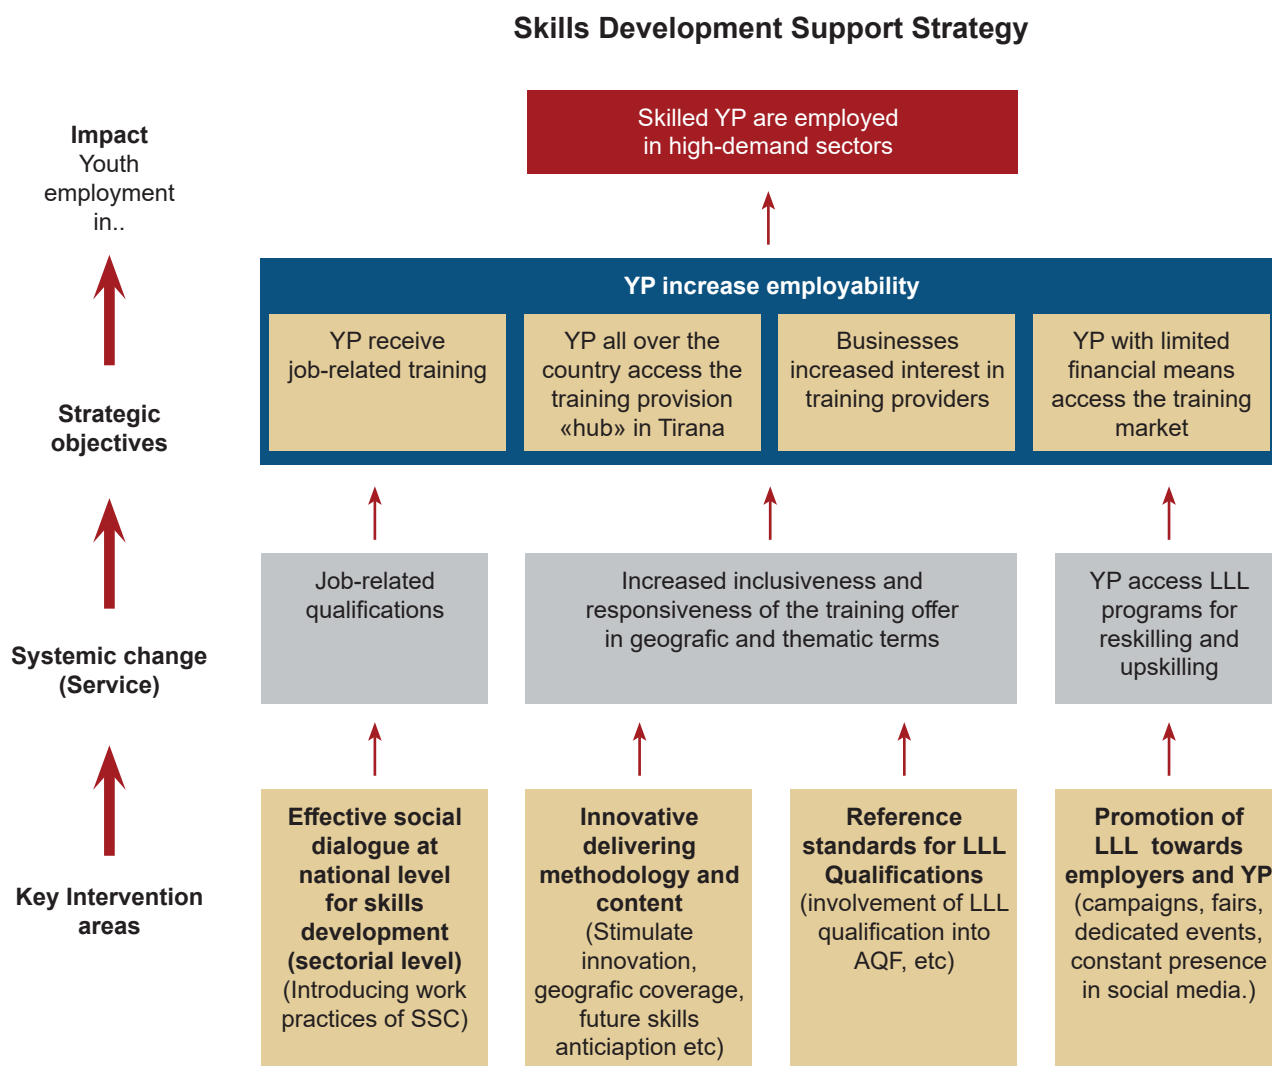 Skills Development Support Strategy
Impact
Youth
employment
in..
Skilled YP are employed
in high-demand sectors
Strategic
objectives
YP increase employability
YP receive
job-related training
YP all over the
country access the
training provision
«hub» in Tirana
Businesses
increased interest in
training providers
YP with limited
financial means
access the training
market
Systemic change
(Service)
Job-related
qualifications
Increased inclusiveness and
responsiveness of the training offer
in geografic and thematic terms
YP access LLL
programs for
reskilling and
upskilling
Key Intervention
areas
Effective social
dialogue at
national level
for skills
development
(sectorial level)
(Introducing work
practices of SSC)
Innovative
delivering
methodology and
content
(Stimulate
innovation,
geografic coverage,
future skills
anticiaption etc)
Reference
standards for LLL
Qualifications
(involvement of LLL
qualification into
AQF, etc)
Promotion of
LLL towards
employers and YP
(campaigns, fairs,
dedicated events,
constant presence
in social media.)